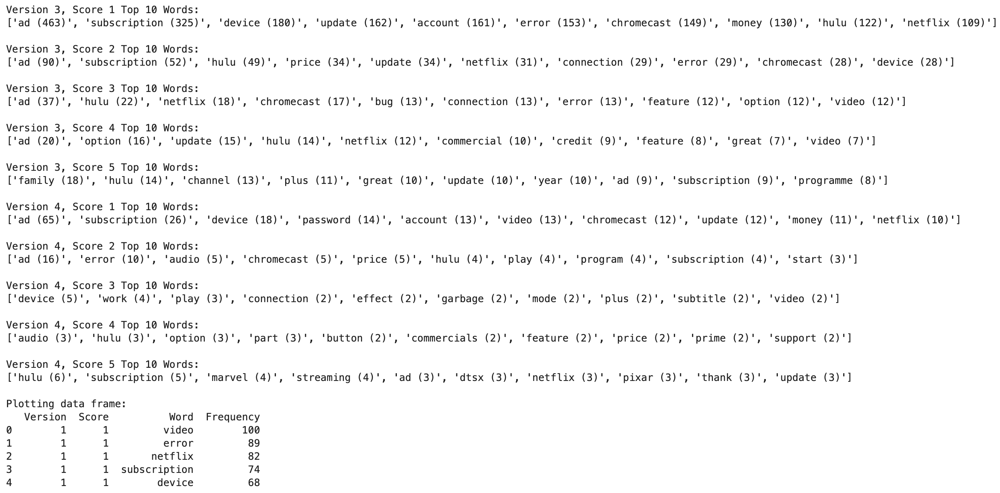 Version 3, Score 1 Top 10 Words:
['ad (463)', 'subscription (325)', 'device (180)', 'update (162)', 'account (161)', 'error (153)', 'chromecast (149)', 'money (130)', 'hulu (122)', 'netflix (109)']
Version 3, Score 2 Top 10 Words:
['ad (90)', 'subscription (52)', 'hulu (49)', 'price (34)', 'update (34)', 'netflix (31)', 'connection (29)', 'error (29)', 'chromecast (28)', 'device (28)']
Version 3, Score 3 Top 10 Words:
['ad (37)', 'hulu (22)', 'netflix (18)', 'chromecast (17)', 'bug (13)', 'connection (13)', 'error (13)', 'feature (12)', 'option (12)', 'video (12)']
Version 3, Score 4 Top 10 Words:
['ad (20)', 'option (16)', 'update (15)', 'hulu (14)', 'netflix (12)', 'commercial (10)', 'credit (9)', 'feature (8)', 'great (7)', 'video (7)']
Version 3, Score 5 Top 10 Words:
['family (18)', 'hulu (14)', 'channel (13)', 'plus (11)', 'great (10)', 'update (10)', 'year (10)', 'ad (9)', 'subscription (9)', 'programme (8)']
Version 4, Score 1 Top 10 Words:
['ad (65)', 'subscription (26)', 'device (18)', 'password (14)', 'account (13)', 'video (13)', 'chromecast (12)', 'update (12)', 'money (11)', 'netflix (10)']
Version 4, Score 2 Top 10 Words:
['ad (16)', 'error (10)', 'audio (5)', 'chromecast (5)', 'price (5)', 'hulu (4)', 'play (4)', 'program (4)', 'subscription (4)', 'start (3)']
Version 4, Score 3 Top 10 Words:
['device (5)', 'work (4)', 'play (3)', 'connection (2)', 'effect (2)', 'garbage (2)', 'mode (2)', 'plus (2)', 'subtitle (2)', 'video (2)']
Version 4, Score 4 Top 10 Words:
['audio (3)', 'hulu (3)', 'option (3)', 'part (3)', 'button (2)', 'commercials (2)', 'feature (2)', 'price (2)', 'prime (2)', 'support (2)']
Version 4, Score 5 Top 10 Words:
['hulu (6)', 'subscription (5)', 'marvel (4)', 'streaming (4)', 'ad (3)', 'dtsx (3)', 'netflix (3)', 'pixar (3)', 'thank (3)', 'update (3)']
Plotting data frame:
Version Score Word Frequency
0 1 1 video 100
1 1 1 error 89
2 1 1 netflix 82
3 1 1 subscription 74
4 1 1 device 68